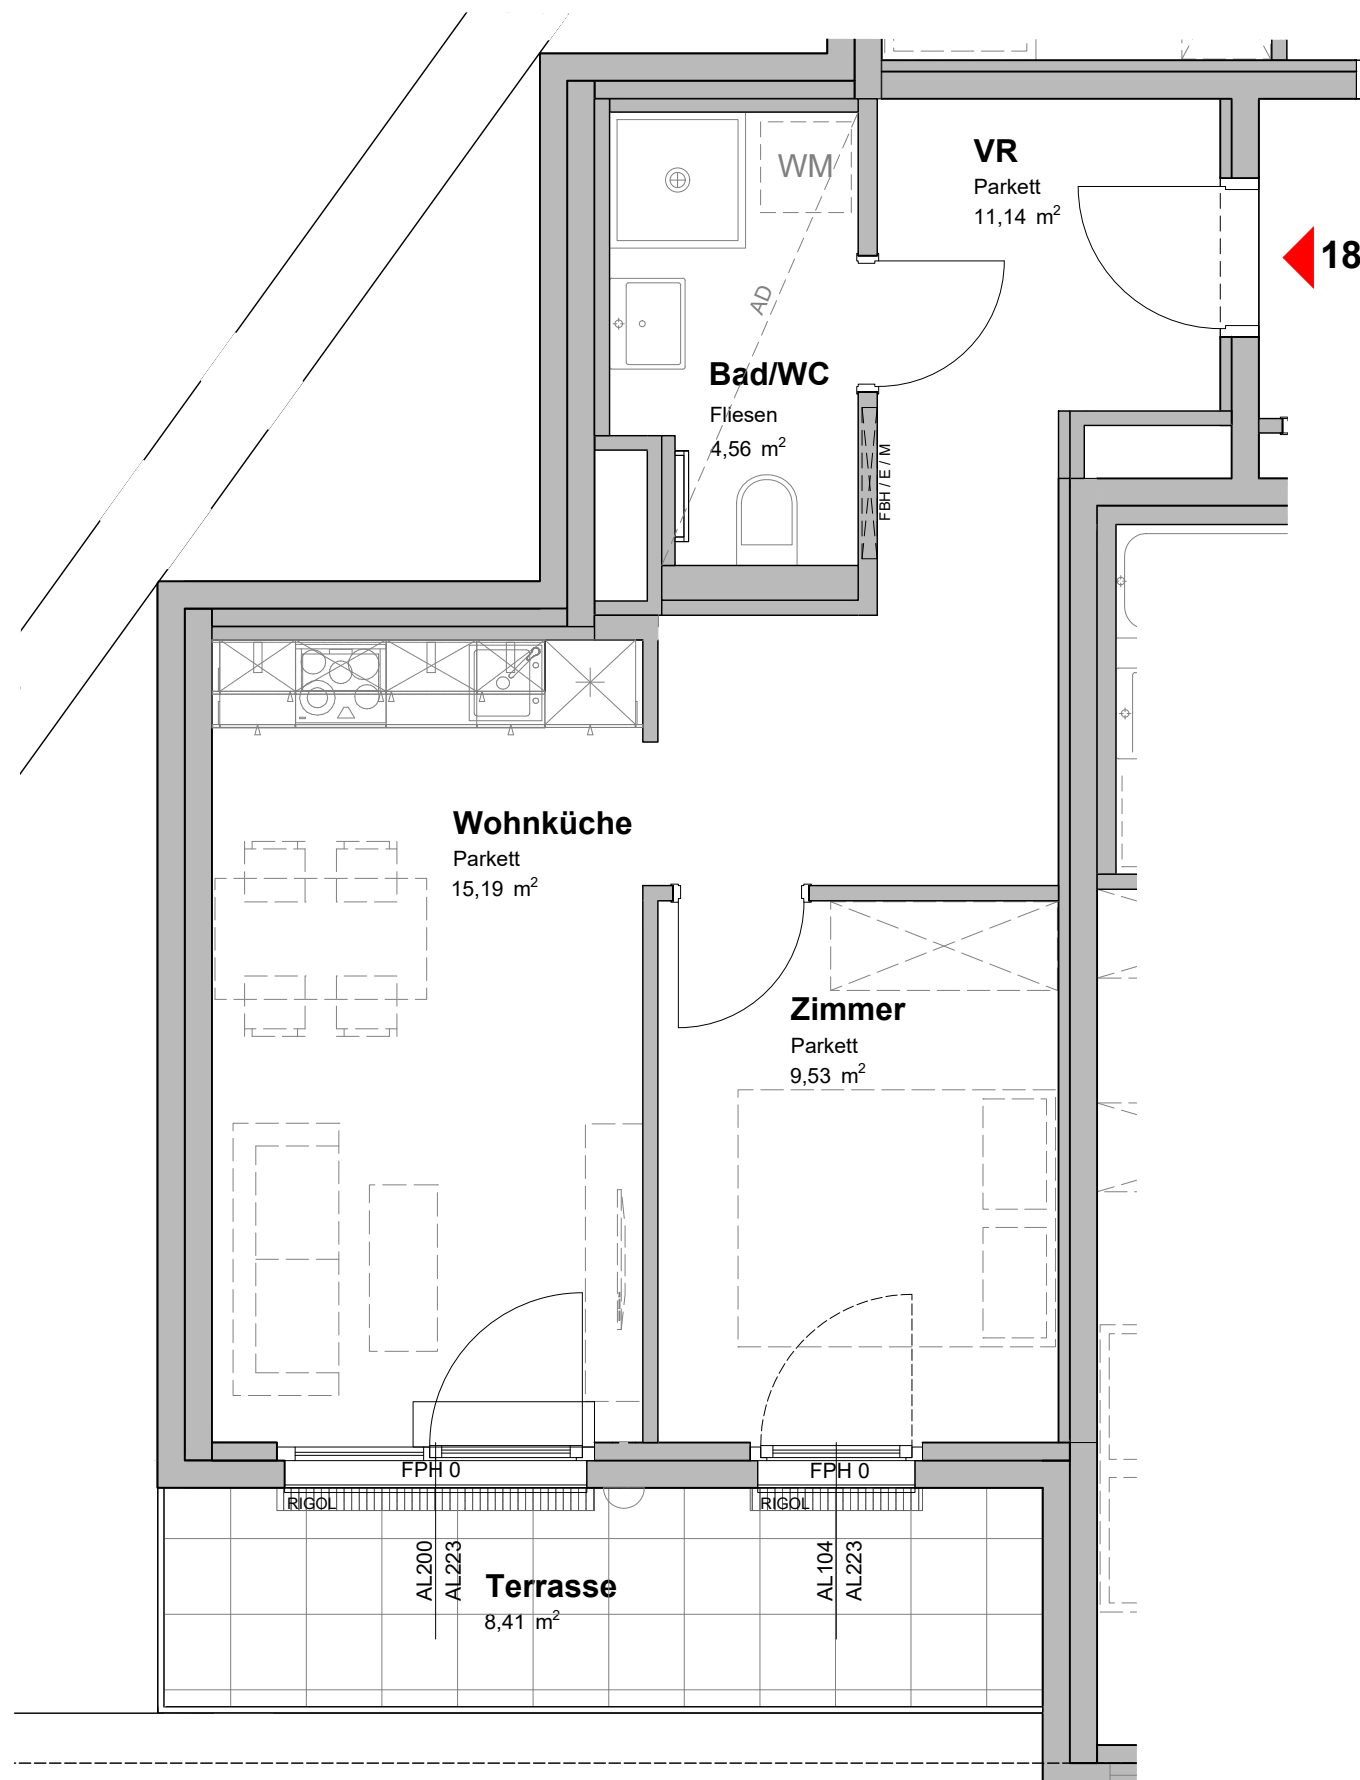 VR
Parkett
11,14 m²
18
WM
AD
Bad/WC
Fliesen
4,56 m²
FBH / E / M
Wohnküche
Parkett
15,19 m²
Zimmer
Parkett
9,53 m²
FPH 0
FPH 0
RIGOL
RIGOL
AL200
AL223
AL104
AL223
Terrasse
8,41 m²